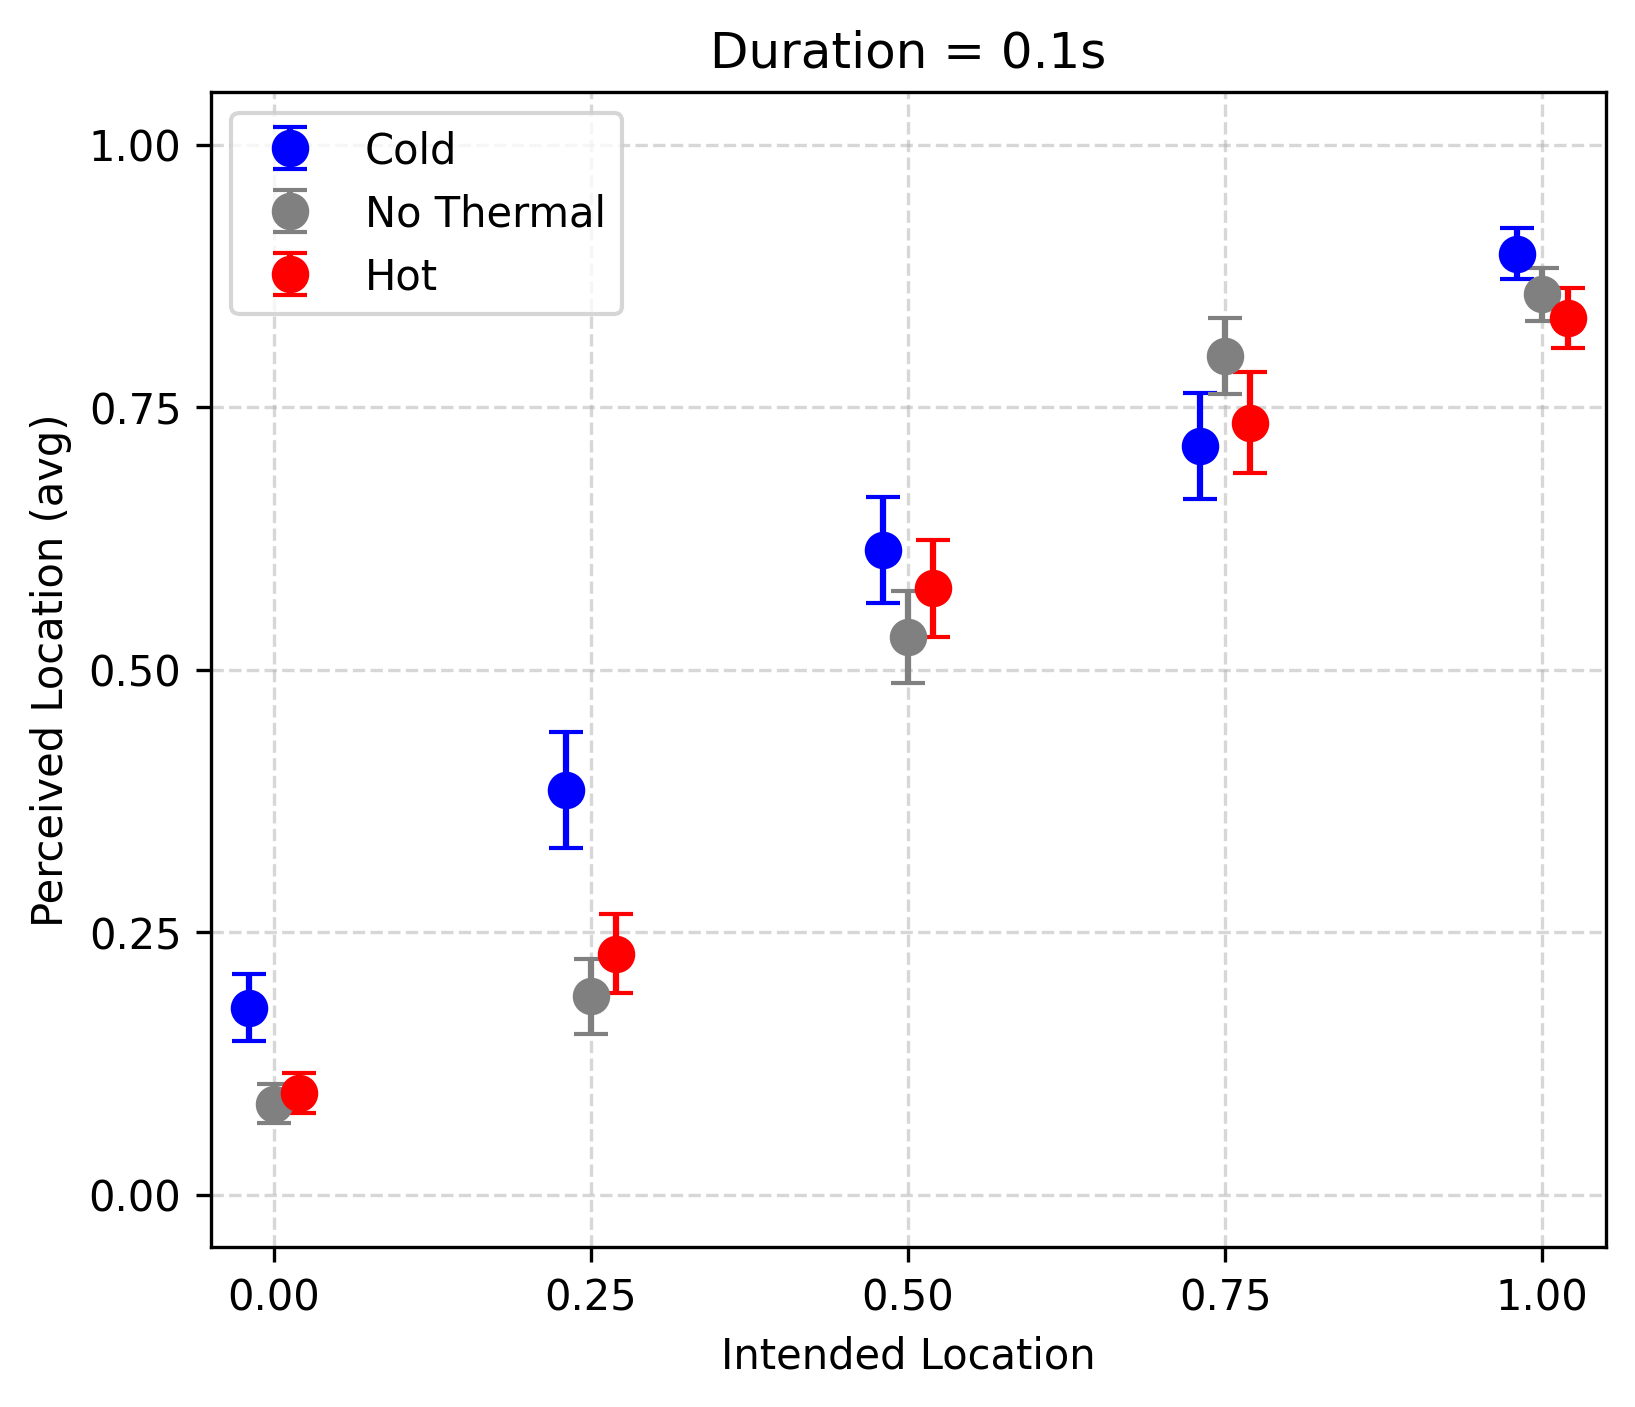 Duration = 0.1s
Cold
No Thermal
Hot
1.00
0.75
0.50
0.25
0.00
Perceived Location (avg)
0.00 0.25 0.50 0.75 1.00
Intended Location